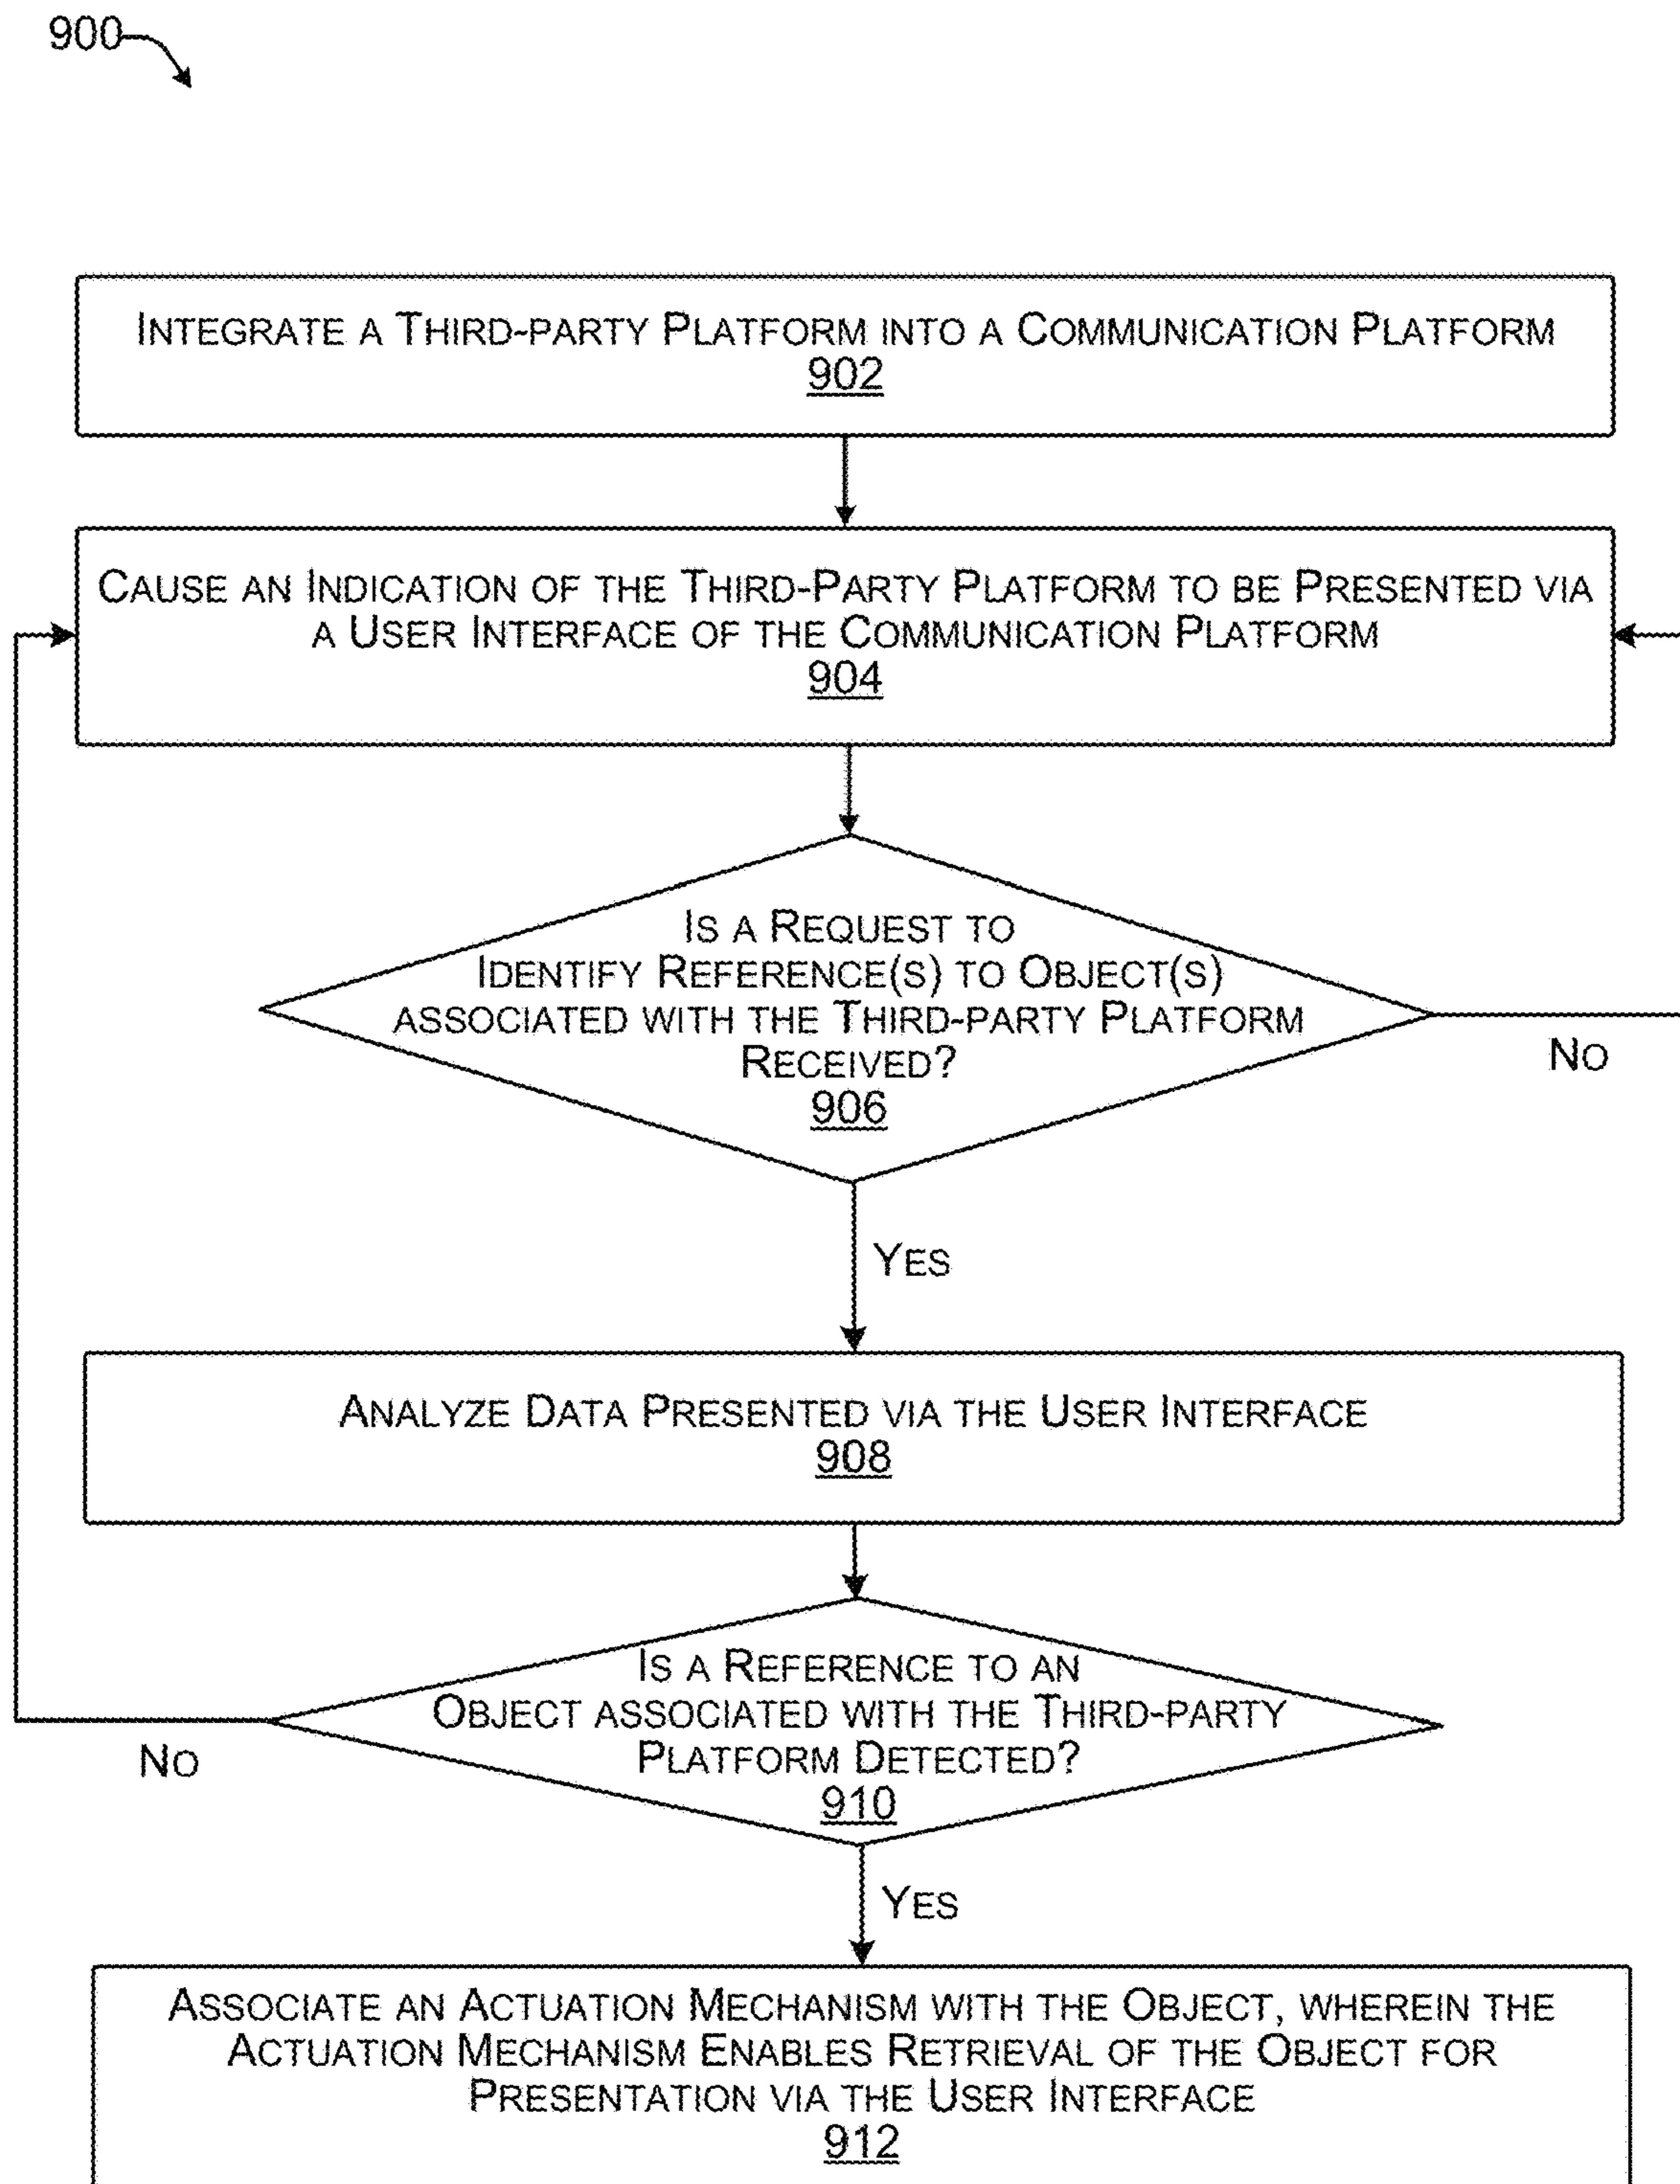 900
INTEGRATE A THIRD-PARTY PLATFORM INTO A COMMUNICATION PLATFORM
902
CAUSE AN INDICATION OF THE THIRD-PARTY PLATFORM TO BE PRESENTED VIA
A USER INTERFACE OF THE COMMUNICATION PLATFORM
904
IS A REQUEST TO
IDENTIFY REFERENCE(S) TO OBJECT(S)
ASSOCIATED WITH THE THIRD-PARTY PLATFORM
RECEIVED?
906
NO
YES
ANALYZE DATA PRESENTED VIA THE USER INTERFACE
908
IS A REFERENCE TO AN
OBJECT ASSOCIATED WITH THE THIRD-PARTY
PLATFORM DETECTED?
910
NO
YES
ASSOCIATE AN ACTUATION MECHANISM WITH THE OBJECT, WHEREIN THE
ACTUATION MECHANISM ENABLES RETRIEVAL OF THE OBJECT FOR
PRESENTATION VIA THE USER INTERFACE
912